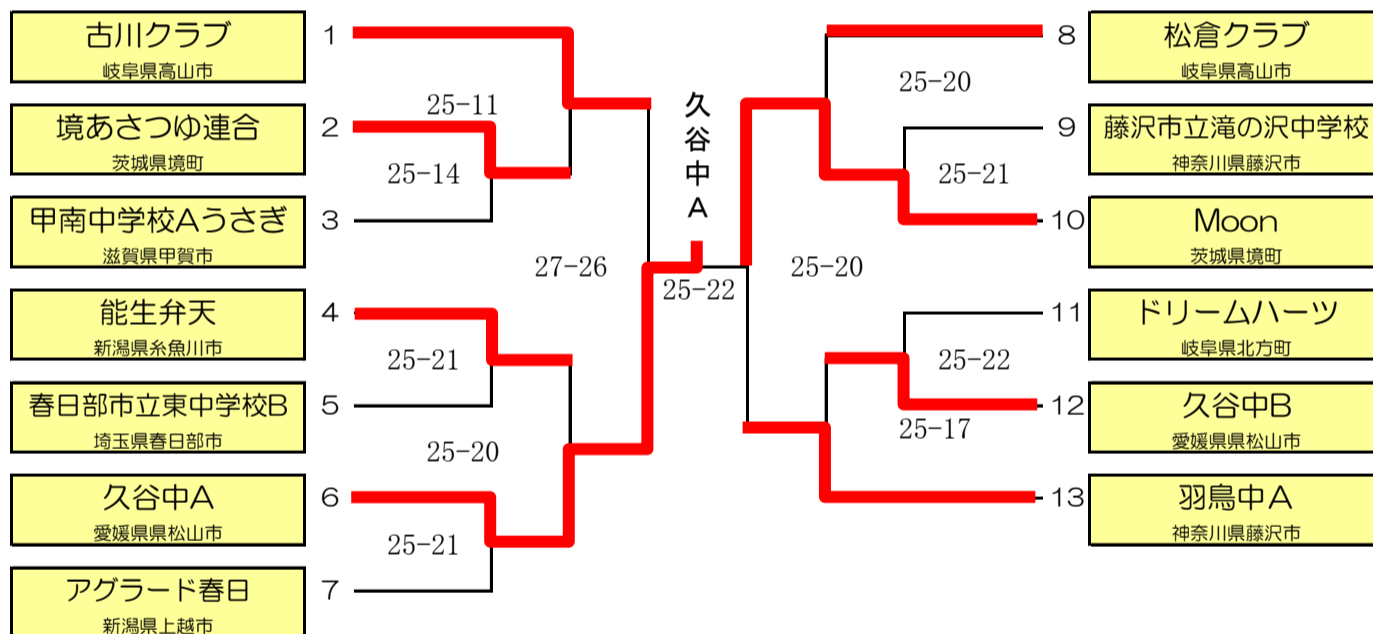 古川クラブ
岐阜県高山市
1
境あさつゆ連合
茨城県境町
2
甲南中学校Aうさぎ
滋賀県甲賀市
3
能生弁天
新潟県糸魚川市
4
春日部市立東中学校B
埼玉県春日部市
5
久谷中A
愛媛県県松山市
6
アグラード春日
新潟県上越市
7
25-11
25-14
27-26
25-21
25-20
25-21
久谷中A
25-22
25-20
25-20
25-21
25-22
25-17
8
松倉クラブ
岐阜県高山市
9
藤沢市立滝の沢中学校
神奈川県藤沢市
10
Moon
茨城県境町
11
ドリームハーツ
岐阜県北方町
12
久谷中B
愛媛県県松山市
13
羽鳥中A
神奈川県藤沢市